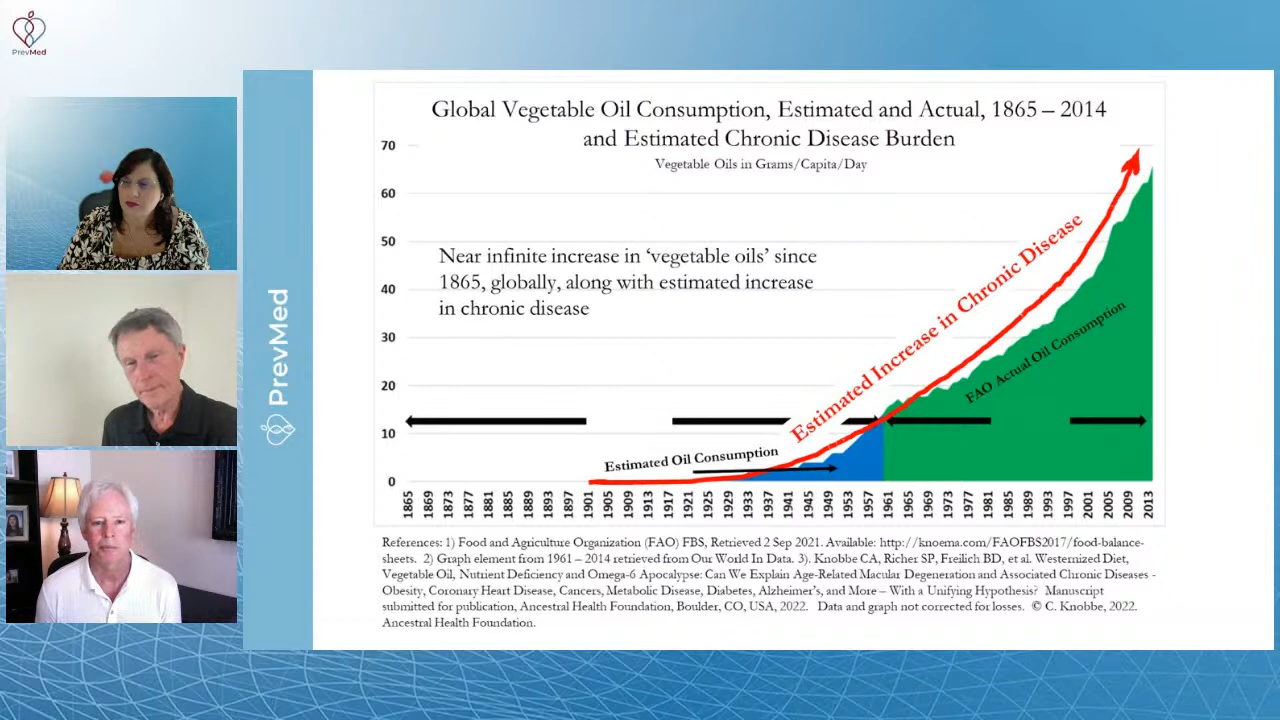 PrevMed
PrevMed
Global Vegetable Oil Consumption, Estimated and Actual, 1865 – 2014
and Estimated Chronic Disease Burden
Vegetable Oils in Grams/Capita/Day
70
60
50
40
30
20
10
0
Near infinite increase in ‘vegetable oils’ since
1865, globally, along with estimated increase
in chronic disease
Estimated Increase in Chronic Disease
FAO Actual Oil Consumption
Estimated Oil Consumption
1865 1869 1873 1877 1881 1885 1889 1893 1897 1901 1905 1909 1913 1917 1921 1925 1929 1933 1937 1941 1945 1949 1953 1957 1961 1965 1969 1973 1977 1981 1985 1989 1993 1997 2001 2005 2009 2013
References: 1) Food and Agriculture Organization (FAO) FBS, Retrieved 2 Sep 2021. Available: http://knoema.com/FAOFBS2017/food-balance-
sheets. 2) Graph element from 1961 – 2014 retrieved from Our World In Data. 3). Knobbe CA, Richer SP, Freilich BD, et al. Westernized Diet,
Vegetable Oil, Nutrient Deficiency and Omega-6 Apocalypse: Can We Explain Age-Related Macular Degeneration and Associated Chronic Diseases -
Obesity, Coronary Heart Disease, Cancers, Metabolic Disease, Diabetes, Alzheimer's, and More – With a Unifying Hypothesis? Manuscript
submitted for publication, Ancestral Health Foundation, Boulder, CO, USA, 2022. Data and graph not corrected for losses. © C. Knobbe, 2022.
Ancestral Health Foundation.